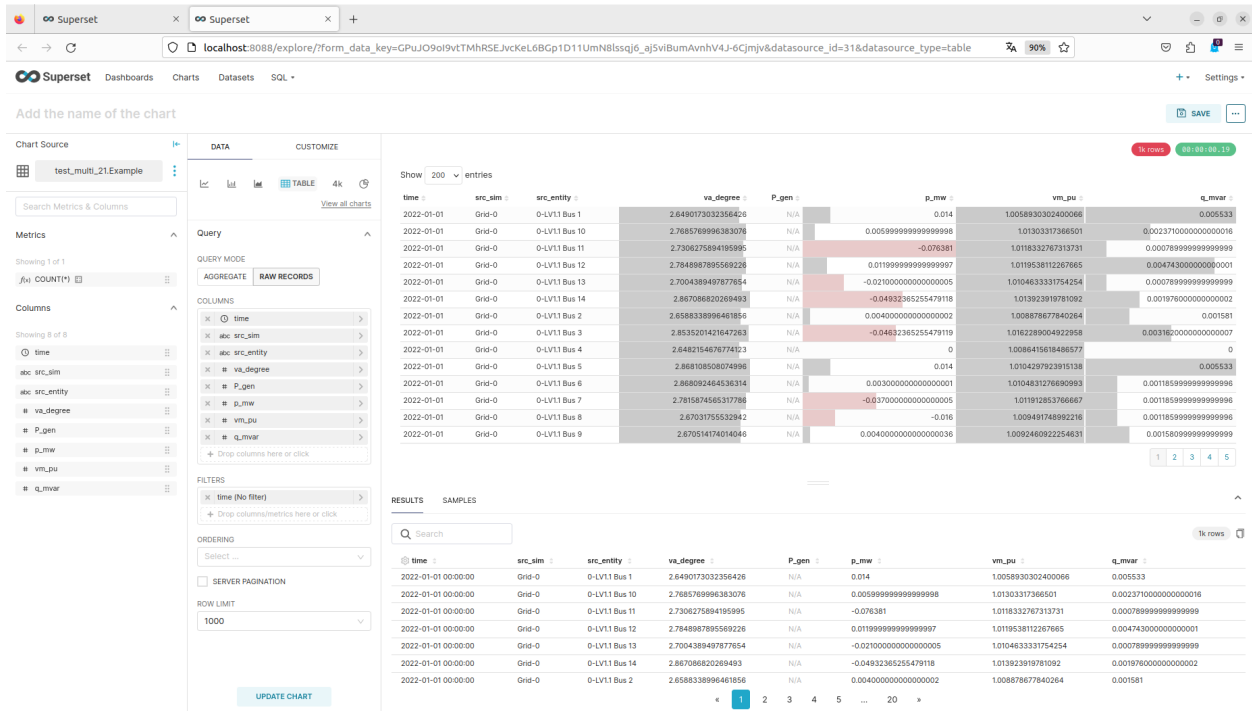 Superset
Superset
localhost:8088/explore/?form_data_key=GPuJO9oI9vtTMhRSEJvcKeL6BGp1D11UmN8lssqj6_aj5viBumAvnhV4J-6Cjmjv&datasource_id=31&datasource_type=table 90%
Superset Dashboards Charts Datasets SQL Settings
Add the name of the chart SAVE
Chart Source
test_multi_21.Example
Search Metrics & Columns
Metrics
Showing 1 of 1
f(x) COUNT(*)
Columns
Showing 8 of 8
time
abc src_sim
abc src_entity
# va_degree
# P_gen
# p_mw
# vm_pu
# q_mvar
DATA CUSTOMIZE
TABLE 4k
View all charts
Query
QUERY MODE
AGGREGATE RAW RECORDS
COLUMNS
time
abc src_sim
abc src_entity
# va_degree
# P_gen
# p_mw
# vm_pu
# q_mvar
+ Drop columns here or click
FILTERS
time (No filter)
+ Drop columns/metrics here or click
ORDERING
Select ...
SERVER PAGINATION
ROW LIMIT
1000
UPDATE CHART
1k rows 00:00:00.19
Show 200 entries
time src_sim src_entity va_degree P_gen p_mw vm_pu q_mvar
2022-01-01 Grid-0 0-LV1.1 Bus 1 2.6490173032356426 N/A 0.014 1.0058930302400066 0.005533
2022-01-01 Grid-0 0-LV1.1 Bus 10 2.7685769996383076 N/A 0.005999999999999998 1.01303317366501 0.0023710000000000016
2022-01-01 Grid-0 0-LV1.1 Bus 11 2.7306275894195995 N/A -0.076381 1.0118332767313731 0.000789999999999999
2022-01-01 Grid-0 0-LV1.1 Bus 12 2.7848987895569226 N/A 0.011999999999999997 1.0119538112267665 0.004743000000000001
2022-01-01 Grid-0 0-LV1.1 Bus 13 2.7004389497877654 N/A -0.021000000000000005 1.0104633331754254 0.000789999999999999
2022-01-01 Grid-0 0-LV1.1 Bus 14 2.867086820269493 N/A -0.04932365255479118 1.013923919781092 0.001976000000000002
2022-01-01 Grid-0 0-LV1.1 Bus 2 2.6588338996461856 N/A 0.004000000000000002 1.008878677840264 0.001581
2022-01-01 Grid-0 0-LV1.1 Bus 3 2.8535201421647263 N/A -0.04632365255479119 1.0162289004922958 0.0031620000000000007
2022-01-01 Grid-0 0-LV1.1 Bus 4 2.6482154676774123 N/A 0 1.0086415618486577 0
2022-01-01 Grid-0 0-LV1.1 Bus 5 2.868108508074996 N/A 0.014 1.0104297923915138 0.005533
2022-01-01 Grid-0 0-LV1.1 Bus 6 2.868092464536314 N/A 0.003000000000000001 1.0104831276690993 0.0011859999999999996
2022-01-01 Grid-0 0-LV1.1 Bus 7 2.7815874565317786 N/A -0.037000000000000005 1.011912853766667 0.0011859999999999996
2022-01-01 Grid-0 0-LV1.1 Bus 8 2.67031755532942 N/A -0.016 1.009491748992216 0.0011859999999999996
2022-01-01 Grid-0 0-LV1.1 Bus 9 2.670514174014046 N/A 0.0040000000000000036 1.0092460922254631 0.001580999999999999
1 2 3 4 5
RESULTS SAMPLES
Search 1k rows
time src_sim src_entity va_degree P_gen p_mw vm_pu q_mvar
2022-01-01 00:00:00 Grid-0 0-LV1.1 Bus 1 2.6490173032356426 N/A 0.014 1.0058930302400066 0.005533
2022-01-01 00:00:00 Grid-0 0-LV1.1 Bus 10 2.7685769996383076 N/A 0.005999999999999998 1.01303317366501 0.0023710000000000016
2022-01-01 00:00:00 Grid-0 0-LV1.1 Bus 11 2.7306275894195995 N/A -0.076381 1.0118332767313731 0.000789999999999999
2022-01-01 00:00:00 Grid-0 0-LV1.1 Bus 12 2.7848987895569226 N/A 0.011999999999999997 1.0119538112267665 0.004743000000000001
2022-01-01 00:00:00 Grid-0 0-LV1.1 Bus 13 2.7004389497877654 N/A -0.021000000000000005 1.0104633331754254 0.000789999999999999
2022-01-01 00:00:00 Grid-0 0-LV1.1 Bus 14 2.867086820269493 N/A -0.04932365255479118 1.013923919781092 0.001976000000000002
2022-01-01 00:00:00 Grid-0 0-LV1.1 Bus 2 2.6588338996461856 N/A 0.004000000000000002 1.008878677840264 0.001581
« 1 2 3 4 5 ... 20 »